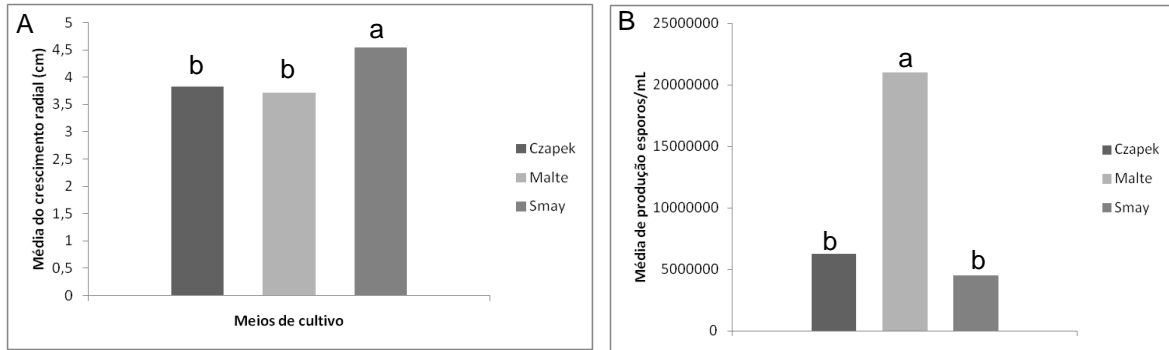 A
Média do crescimento radial (cm)
5
4,5
4
3,5
3
2,5
2
1,5
1
0,5
0
b
b
a
Meios de cultivo
Czapek
Malte
Smay
B
Média de produção esporos/mL
25000000
20000000
15000000
10000000
5000000
0
b
a
b
Czapek
Malte
Smay